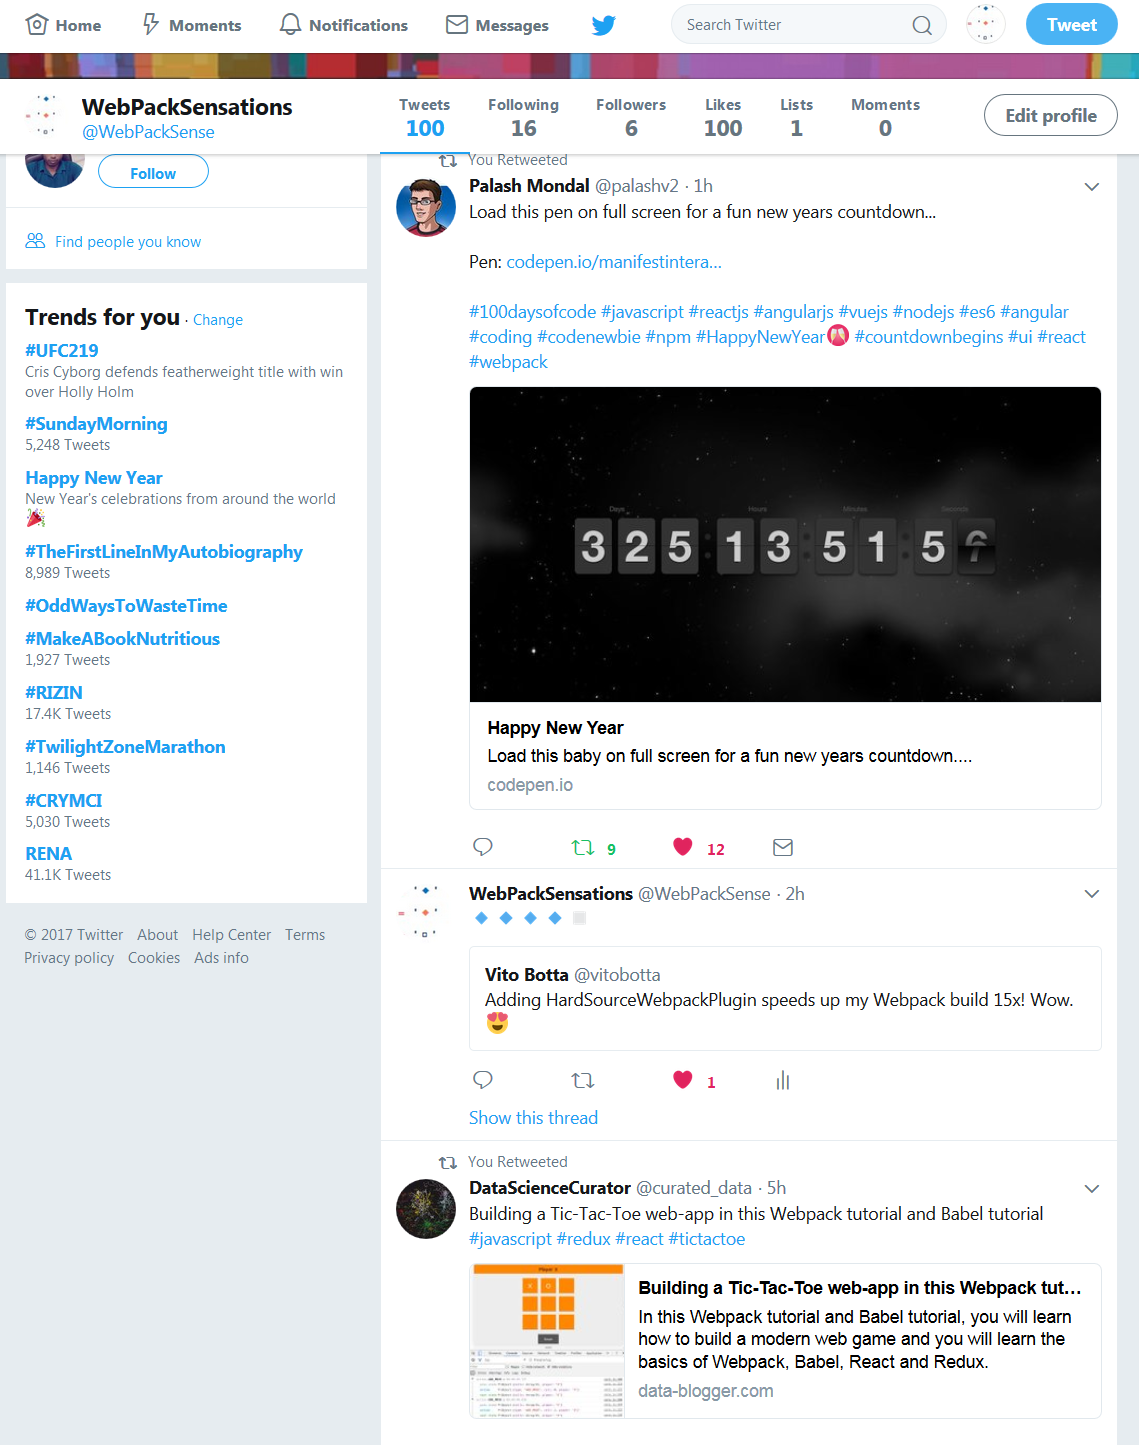 Home
Moments
Notifications
Messages
Search Twitter
Tweet
WebPackSensations
@WebPackSense
Tweets
100
Following
16
Followers
6
Likes
100
Lists
1
Moments
0
Edit profile
Follow
Find people you know
Trends for you · Change
#UFC219
Cris Cyborg defends featherweight title with win
over Holly Holm
#SundayMorning
5,248 Tweets
Happy New Year
New Year's celebrations from around the world
🎉
#TheFirstLineInMyAutobiography
8,989 Tweets
#OddWaysToWasteTime
#MakeABookNutritious
1,927 Tweets
#RIZIN
17.4K Tweets
#TwilightZoneMarathon
1,146 Tweets
#CRYMCI
5,030 Tweets
RENA
41.1K Tweets
© 2017 Twitter About Help Center Terms
Privacy policy Cookies Ads info
You Retweeted
Palash Mondal @palashv2 · 1h
Load this pen on full screen for a fun new years countdown...
Pen: codepen.io/manifestintera...
#100daysofcode #javascript #reactjs #angularjs #vuejs #nodejs #es6 #angular
#coding #codenewbie #npm #HappyNewYear #countdownbegins #ui #react
#webpack
Days Hours Minutes Seconds
325 : 13 : 51 : 5
Happy New Year
Load this baby on full screen for a fun new years countdown....
codepen.io
9
12
WebPackSensations @WebPackSense · 2h
🔹 🔹 🔹 🔹 ◽
Vito Botta @vitobotta
Adding HardSourceWebpackPlugin speeds up my Webpack build 15x! Wow.
😍
1
Show this thread
You Retweeted
DataScienceCurator @curated_data · 5h
Building a Tic-Tac-Toe web-app in this Webpack tutorial and Babel tutorial
#javascript #redux #react #tictactoe
Player X
X O
Building a Tic-Tac-Toe web-app in this Webpack tut...
In this Webpack tutorial and Babel tutorial, you will learn
how to build a modern web game and you will learn the
basics of Webpack, Babel, React and Redux.
data-blogger.com